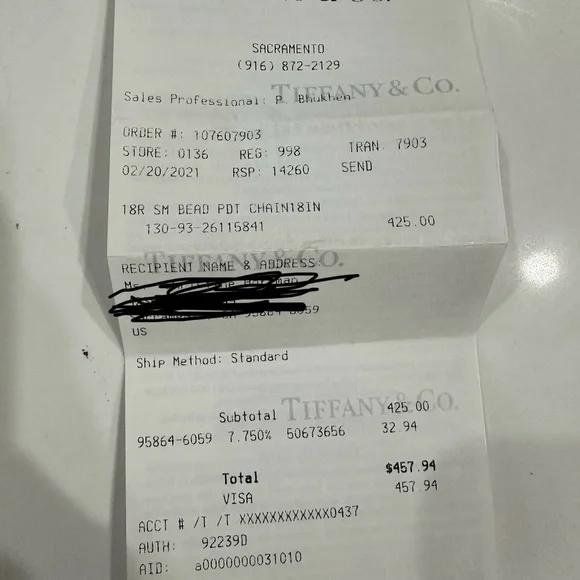 SACRAMENTO
(916) 872-2129
TIFFANY & CO.
Sales Professional: P. Bhukhen
ORDER #: 107607903
STORE: 0136 REG: 998 TRAN: 7903
02/20/2021 RSP: 14260 SEND
18R SM BEAD PDT CHAIN18IN
130-93-26115841 425.00
TIFFANY & CO.
RECIPIENT NAME & ADDRESS:
US
Ship Method: Standard
TIFFANY & CO.
Subtotal 425.00
95864-6059 7.750% 50673656 32.94
Total $457.94
VISA 457.94
ACCT # /T /T XXXXXXXXXXXX0437
AUTH: 92239D
AID: a0000000031010